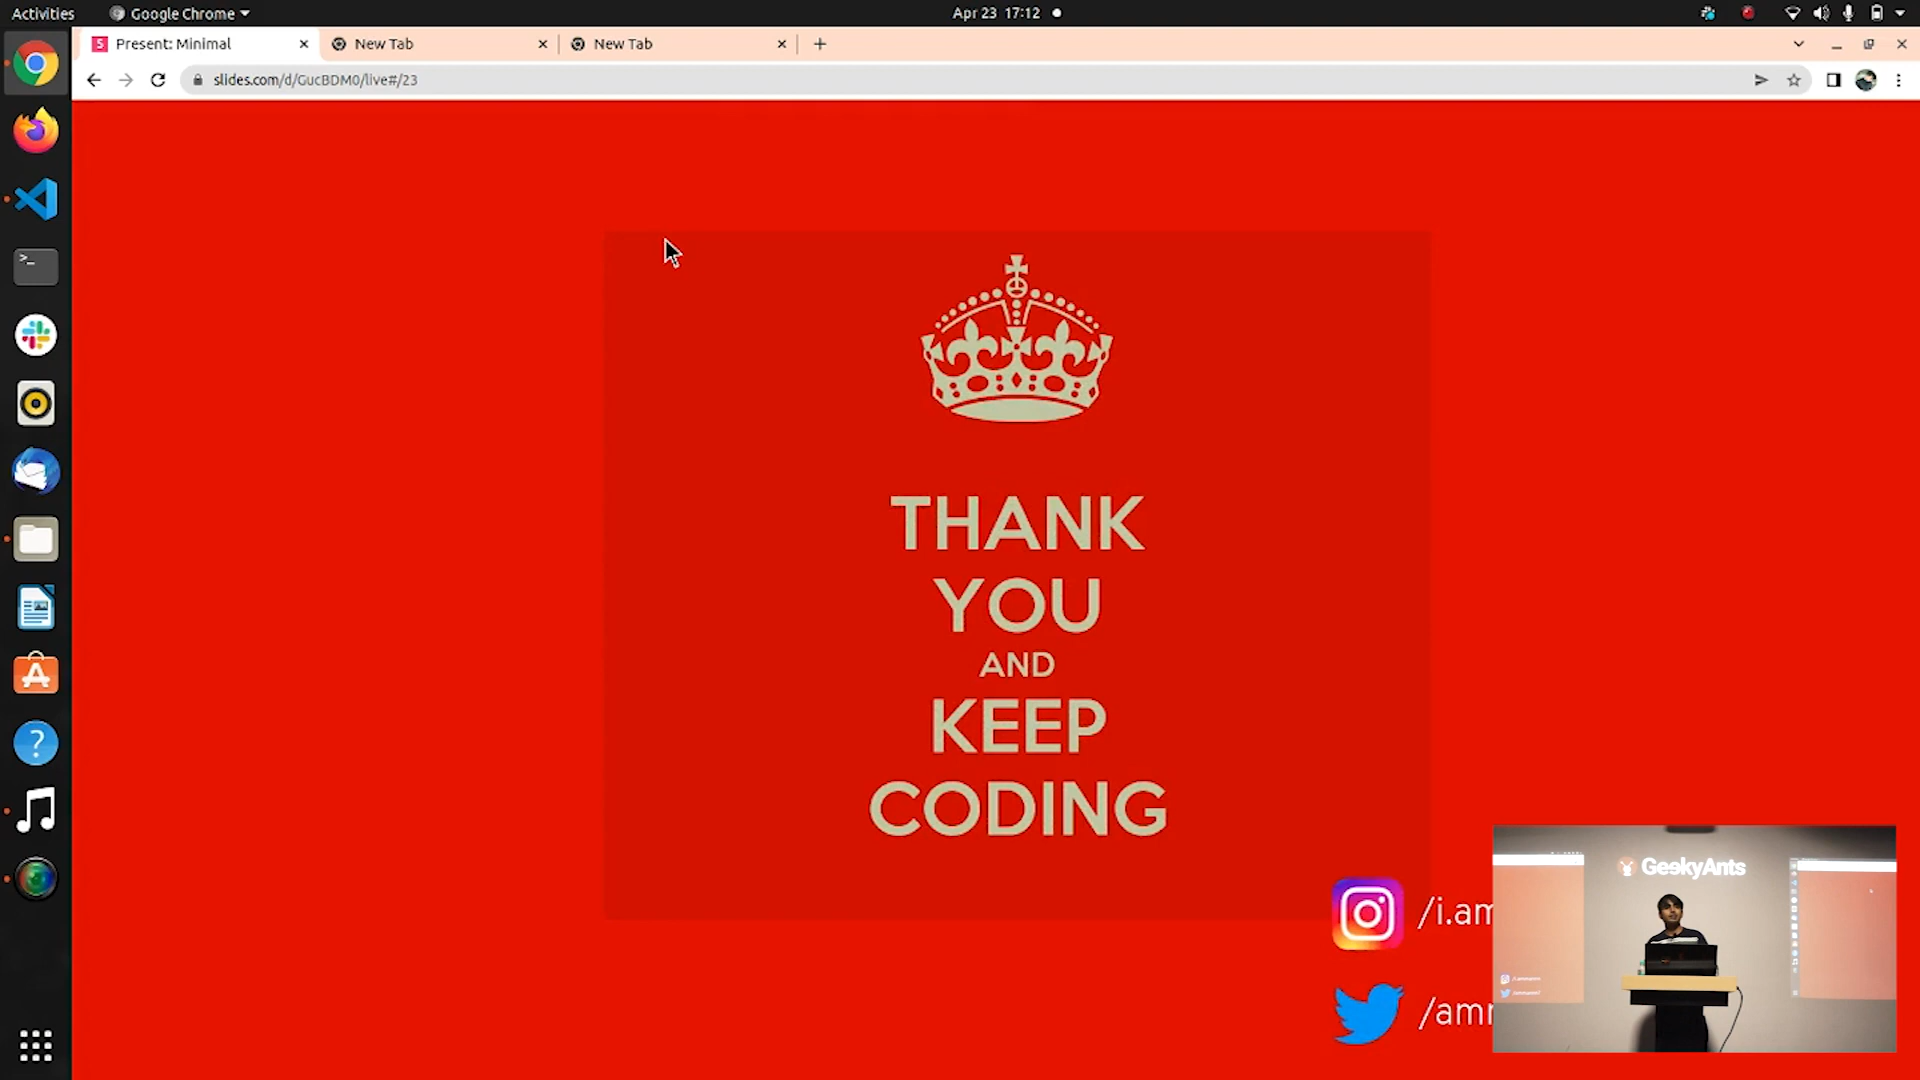 Activities
Google Chrome
Apr 23 17:12
Present: Minimal
New Tab
New Tab
slides.com/d/GucBDM0/live#/23
THANK
YOU
AND
KEEP
CODING
/i.am
GeekyAnts